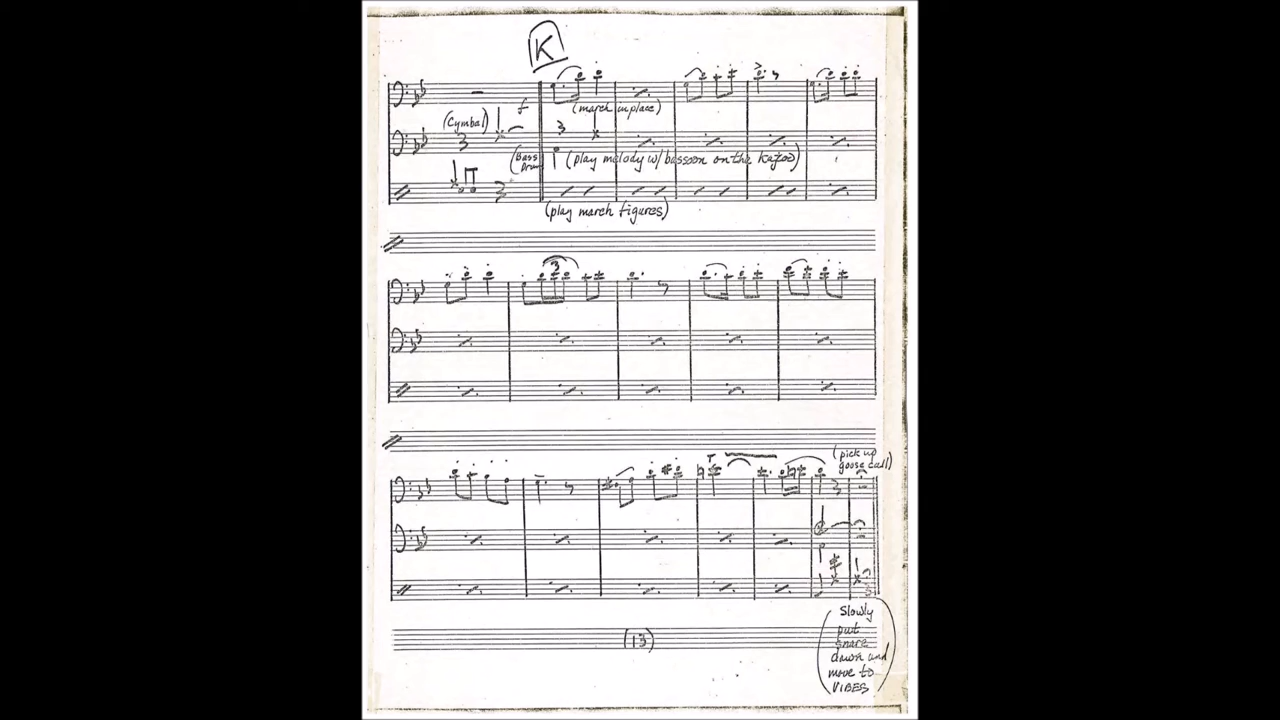 K
f
(march in place)
(Cymbal)
(Bass
Drum
(play melody w/ bassoon on the kazoo)
(play march figures)
3
(pick up
goose call)
(Slowly
put
snare
down and
move to
VIBES)
(13)